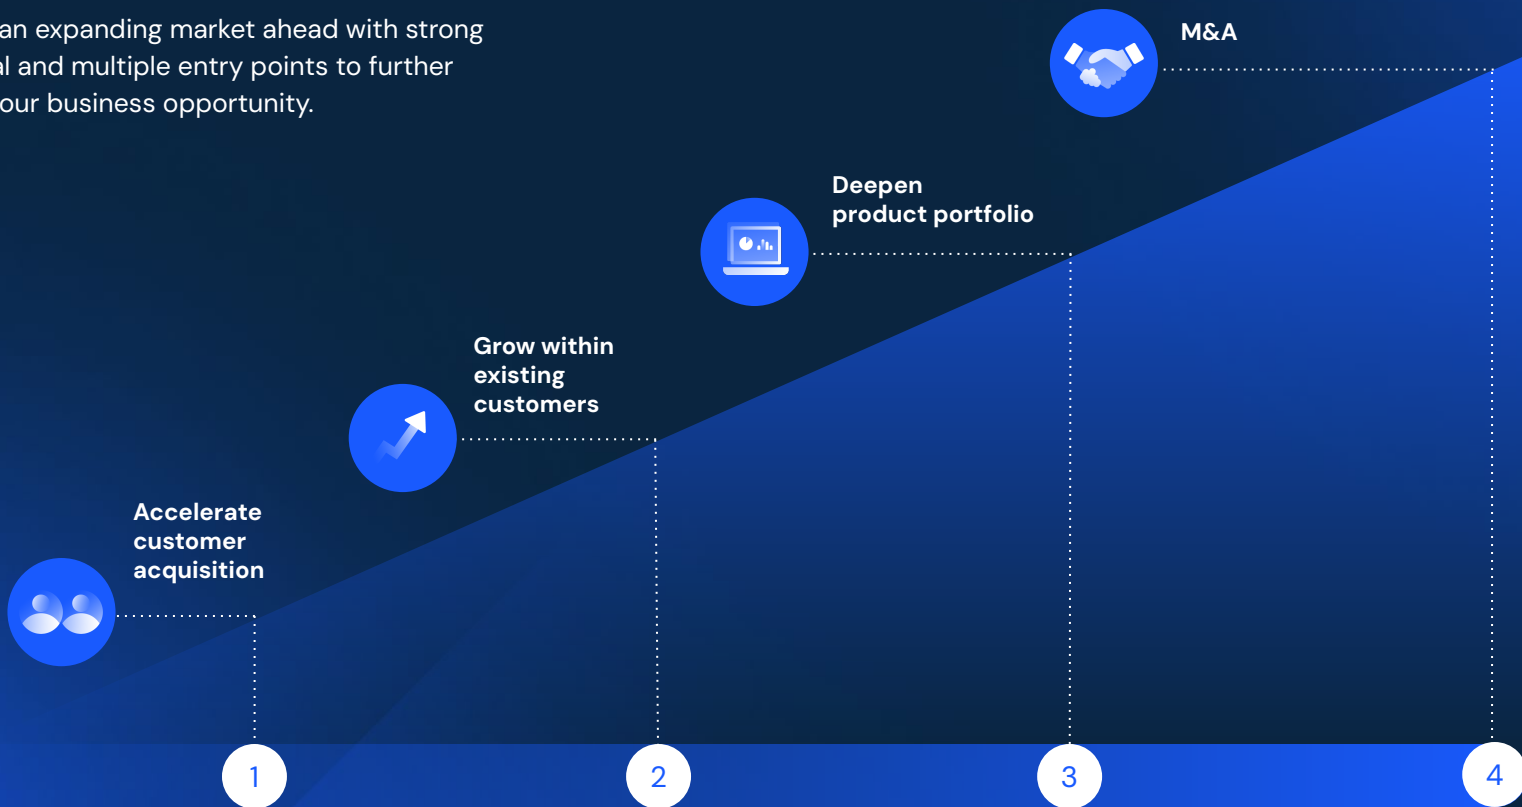 an expanding market ahead with strong
and multiple entry points to further
our business opportunity.
M&A
Deepen
product portfolio
Grow within
existing
customers
Accelerate
customer
acquisition
1
2
3
4